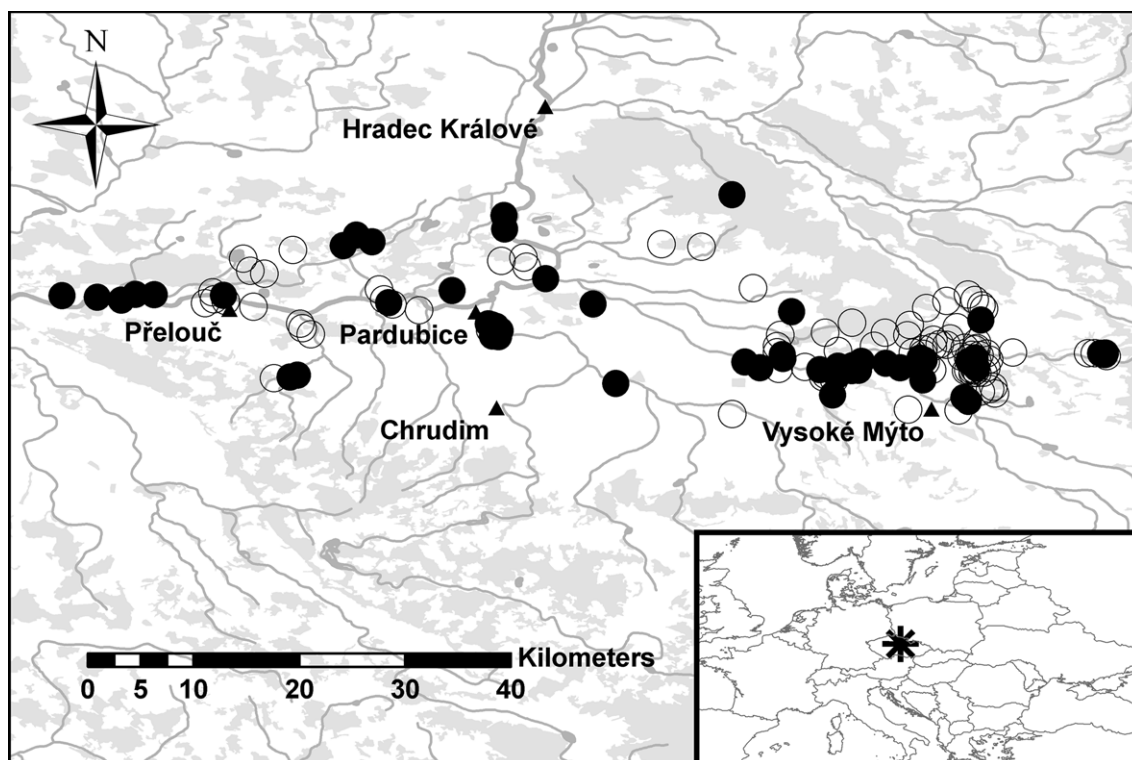 N
Hradec Králové
Přelouč
Pardubice
Chrudim
Vysoké Mýto
Kilometers
0 5 10 20 30 40